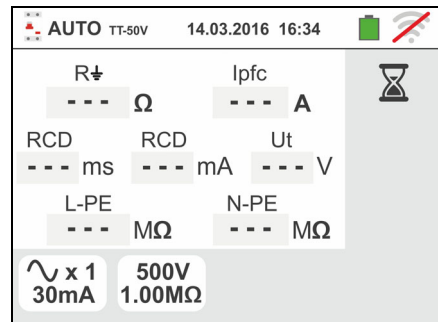 AUTO TT-50V 14.03.2016 16:34
R⏚ Ipfc
--- Ω --- A
RCD RCD Ut
--- ms --- mA --- V
L-PE N-PE
--- MΩ --- MΩ
∿ x 1 500V
30mA 1.00MΩ